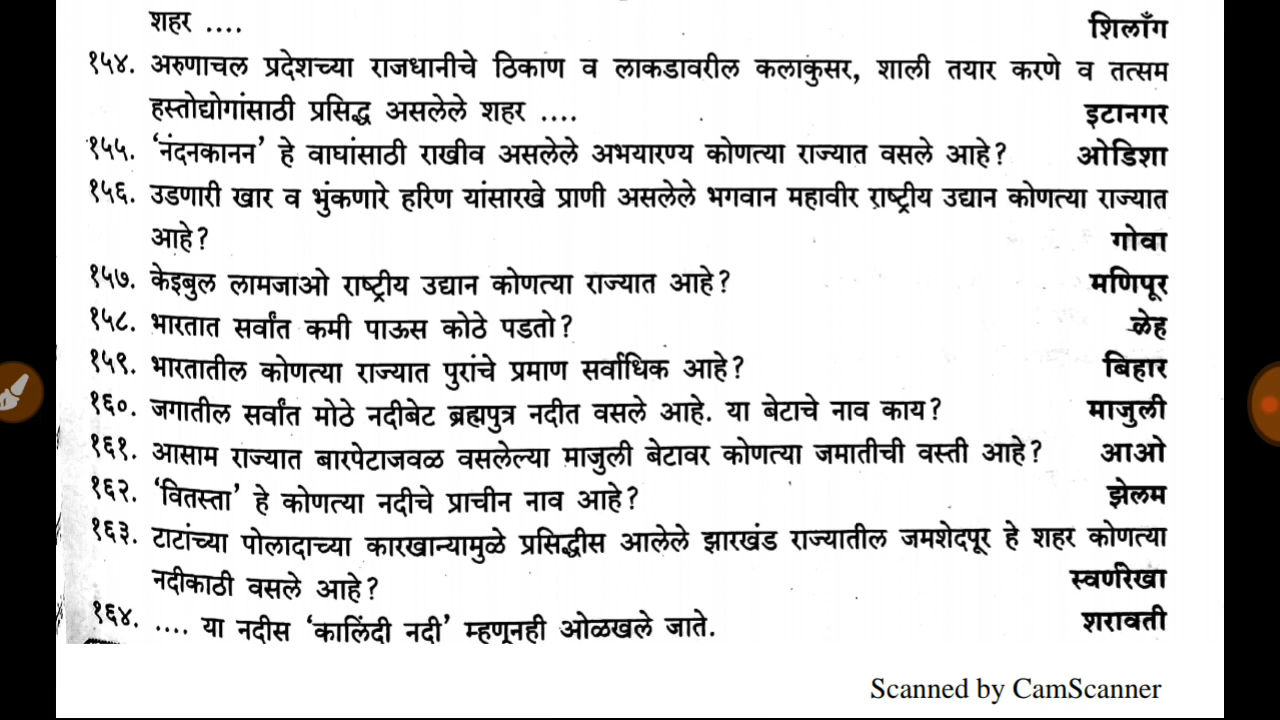 शहर .... शिलाँग
१५४. अरुणाचल प्रदेशच्या राजधानीचे ठिकाण व लाकडावरील कलाकुसर, शाली तयार करणे व तत्सम
हस्तोद्योगांसाठी प्रसिद्ध असलेले शहर .... इटानगर
१५५. ‘नंदनकानन’ हे वाघांसाठी राखीव असलेले अभयारण्य कोणत्या राज्यात वसले आहे? ओडिशा
१५६. उडणारी खार व भुंकणारे हरिण यांसारखे प्राणी असलेले भगवान महावीर राष्ट्रीय उद्यान कोणत्या राज्यात
आहे? गोवा
१५७. केइबुल लामजाओ राष्ट्रीय उद्यान कोणत्या राज्यात आहे? मणिपूर
१५८. भारतात सर्वांत कमी पाऊस कोठे पडतो? लेह
१५९. भारतातील कोणत्या राज्यात पुरांचे प्रमाण सर्वाधिक आहे? बिहार
१६०. जगातील सर्वांत मोठे नदीबेट ब्रह्मपुत्र नदीत वसले आहे. या बेटाचे नाव काय? माजुली
१६१. आसाम राज्यात बारपेटाजवळ वसलेल्या माजुली बेटावर कोणत्या जमातीची वस्ती आहे? आओ
१६२. ‘वितस्ता’ हे कोणत्या नदीचे प्राचीन नाव आहे? झेलम
१६३. टाटांच्या पोलादाच्या कारखान्यामुळे प्रसिद्धीस आलेले झारखंड राज्यातील जमशेदपूर हे शहर कोणत्या
नदीकाठी वसले आहे? स्वर्णरेखा
१६४. .... या नदीस ‘कालिंदी नदी’ म्हणूनही ओळखले जाते. शरावती
Scanned by CamScanner